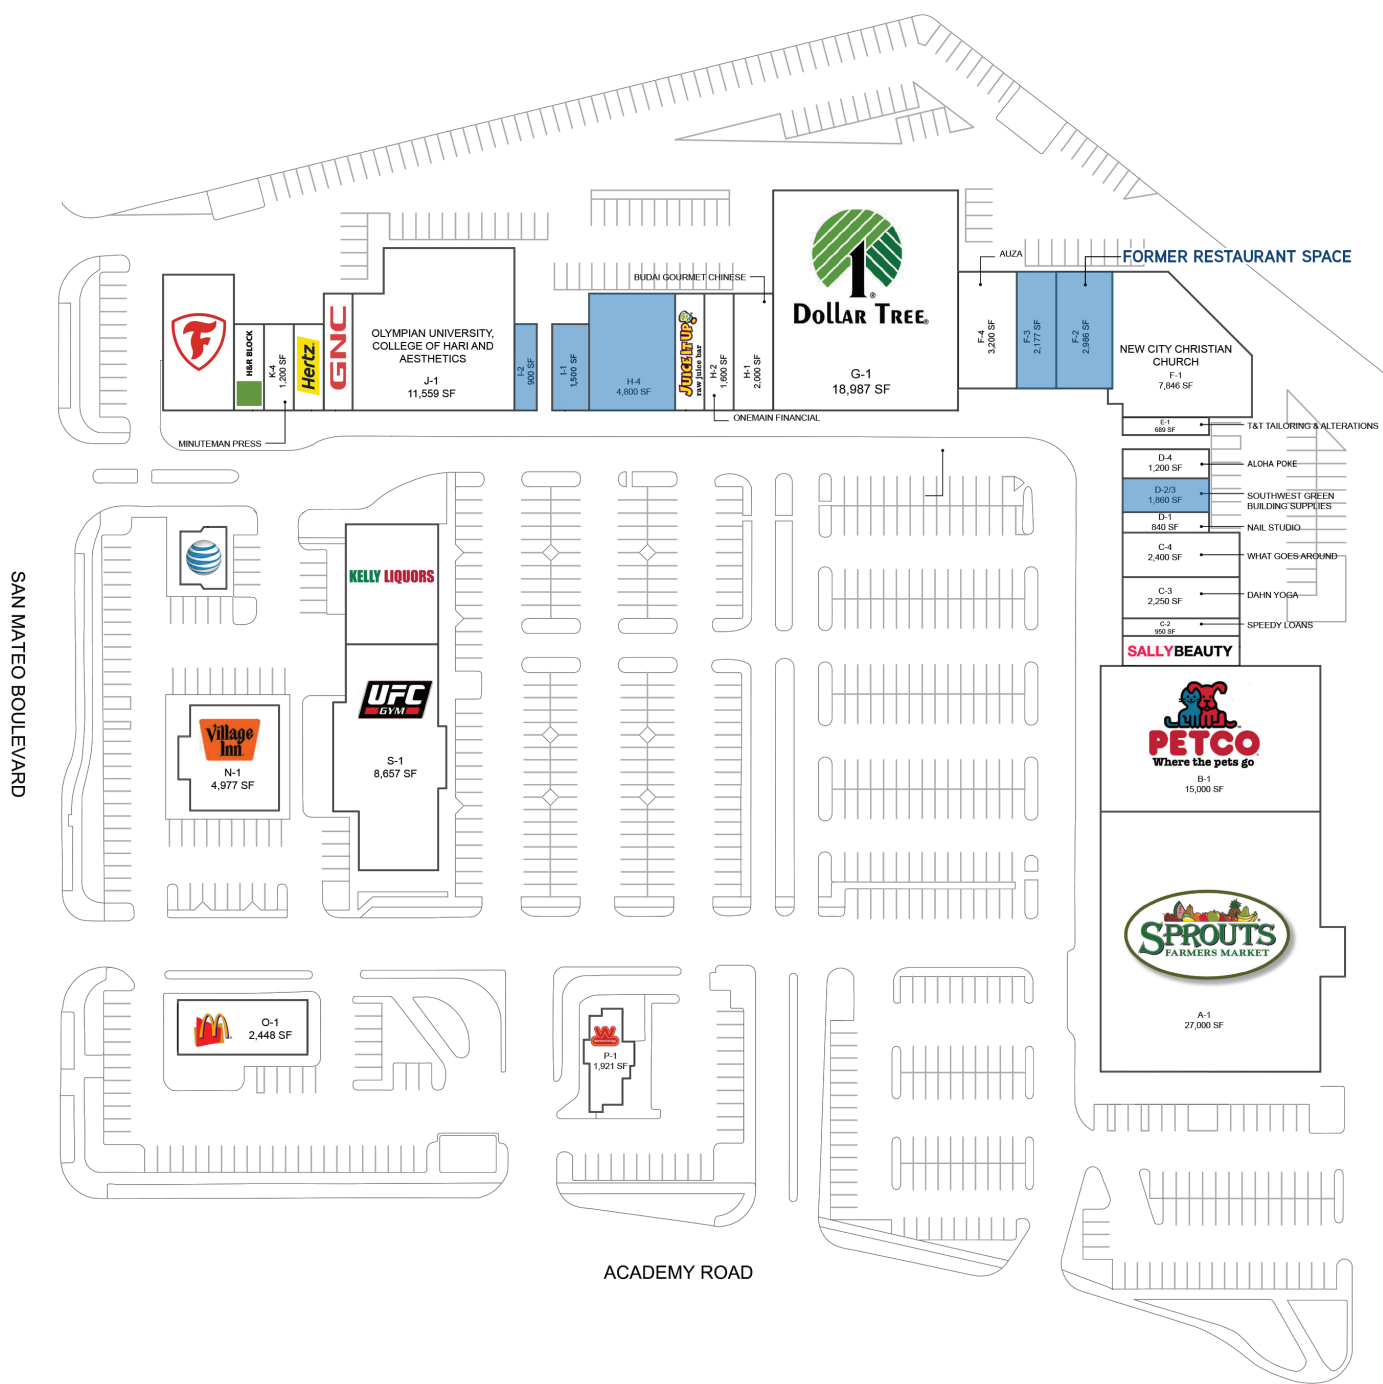 AUZA
FORMER RESTAURANT SPACE
BUDAI GOURMET CHINESE
1
Dollar Tree®
G-1
18,987 SF
F
H&R BLOCK
K-4
1,200 SF
Hertz
GNC
OLYMPIAN UNIVERSITY,
COLLEGE OF HARI AND
AESTHETICS
J-1
11,559 SF
I-2
900 SF
I-1
1,500 SF
H-4
4,800 SF
JUICE IT UP!
raw juice bar
H-2
1,600 SF
H-1
2,000 SF
F-4
3,200 SF
F-3
2,177 SF
F-2
2,986 SF
NEW CITY CHRISTIAN
CHURCH
F-1
7,846 SF
MINUTEMAN PRESS
ONEMAIN FINANCIAL
E-1
689 SF
T&T TAILORING & ALTERATIONS
D-4
1,200 SF
ALOHA POKE
D-2/3
1,860 SF
SOUTHWEST GREEN
BUILDING SUPPLIES
D-1
840 SF
NAIL STUDIO
C-4
2,400 SF
WHAT GOES AROUND
C-3
2,250 SF
DAHN YOGA
C-2
950 SF
SPEEDY LOANS
SALLYBEAUTY
at&t
KELLY LIQUORS
UFC
GYM
S-1
8,657 SF
Village
Inn
N-1
4,977 SF
PETCO
Where the pets go
B-1
15,000 SF
SPROUTS
FARMERS MARKET
A-1
27,000 SF
O-1
2,448 SF
W
P-1
1,921 SF
SAN MATEO BOULEVARD
ACADEMY ROAD